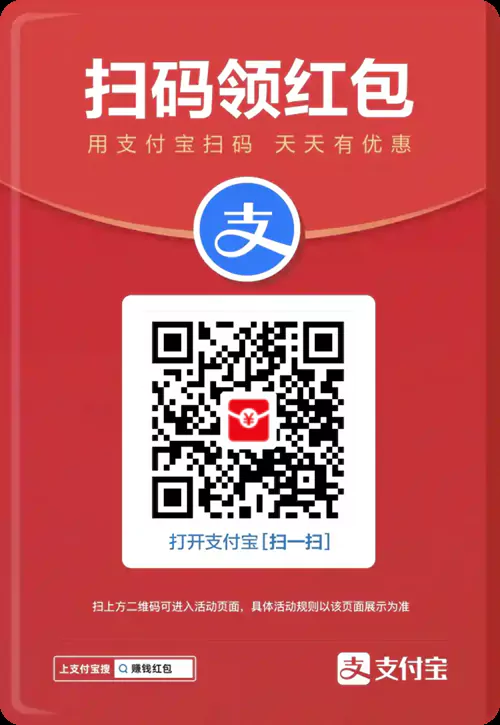 扫码领红包
用支付宝扫码 天天有优惠
支
¥
打开支付宝[扫一扫]
扫上方二维码可进入活动页面，具体活动规则以该页面展示为准
上支付宝搜 赚钱红包
支 支付宝